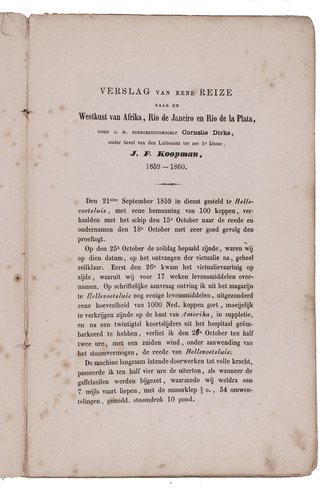 VERSLAG VAN EENE REIZE
NAAR DE
Westkust van Afrika, Rio de Janeiro en Rio de la Plata,
DOOR Z. M. SCHROEFSTOOMSCHIP Cornelis Dirks,
onder bevel van den Luitenant ter zee 1e klasse,
J. F. Koopman,
1859—1860.
Den 21sten September 1859 in dienst gesteld te Helle-
voetsluis, met eene bemanning van 100 koppen, verha-
alden met het schip den 15e October naar de reede en
ondernamen den 18e October met zeer goed gevolg den
proeftogt.
Op den 25e October de zeildag bepaald zijnde, waren wij
op dien datum, op het ontvangen der victualie na, geheel
zeilklaar. Eerst den 26e kwam het victualievaartuig op
zijde, waaruit wij voor 17 weken levensmiddelen over-
namen. Op schriftelijke aanvraag ontving ik uit het magazijn
te Hellevoetsluis nog eenige levensmiddelen, uitgezonderd
eene hoeveelheid van 1000 Ned. koppen gort, moeijelijk
te verkrijgen zijnde op de kust van Amerika, in suppletie,
en na een twintigtal koortslijders uit het hospitaal geëm-
barkeerd te hebben, verliet ik den 28e October ten half
twee ure, met een zuiden wind, onder aanwending van
het stoomvermogen, de reede van Hellevoetsluis.
De machine langzaam latende doorwerken tot volle kracht,
passeerde ik ten half vier ure de uiterton, als wanneer de
gaffelzeilen werden bijgezet, waarmede wij weldra een
7 mijls vaart liepen, met de smoorklep o., 54 omwen-
telingen, gemidd. stoomdruk 10 pond.